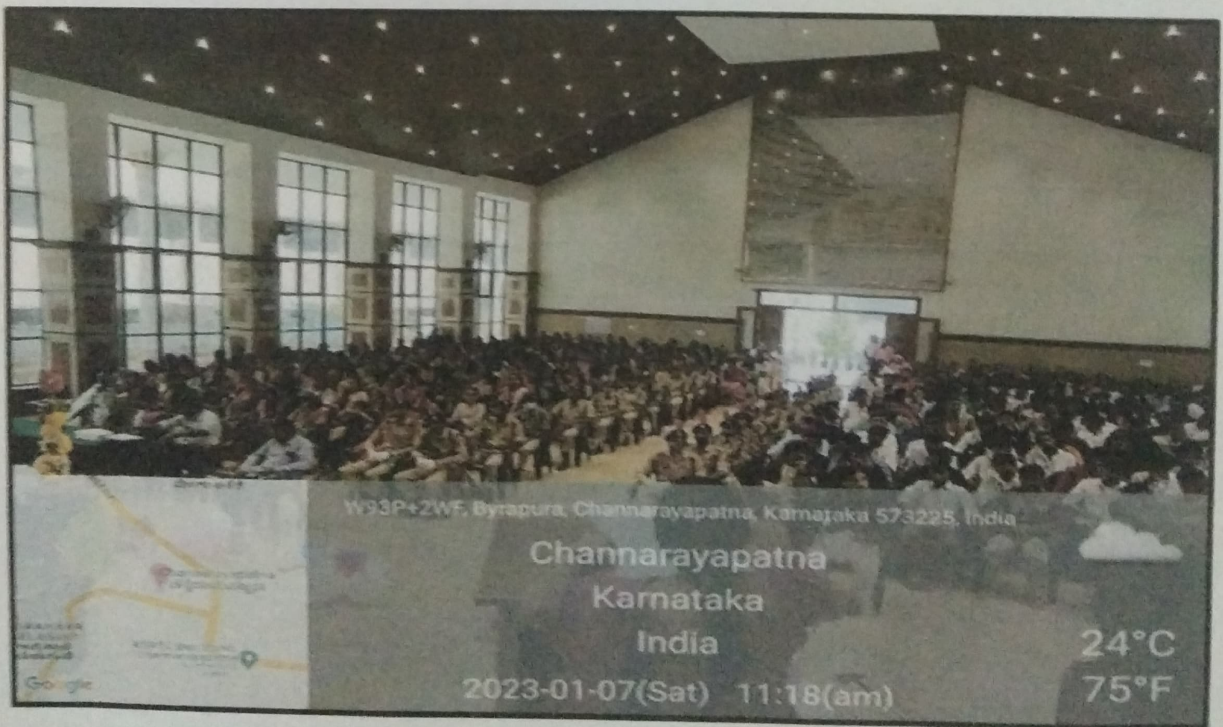 W93P+2WF, Byrapura, Channarayapatna, Karnataka 573225, India
Channarayapatna
Karnataka
India
2023-01-07(Sat) 11:18(am)
24°C
75°F
Google